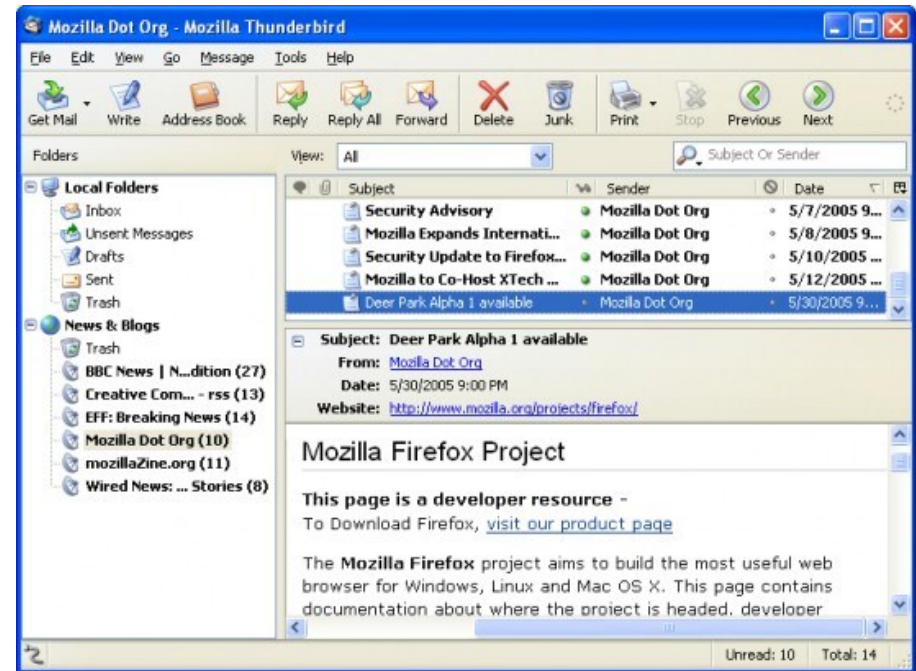 Mozilla Dot Org - Mozilla Thunderbird
File Edit View Go Message Tools Help
Get Mail Write Address Book Reply Reply All Forward Delete Junk Print Stop Previous Next
Folders
View: All Subject Or Sender
Local Folders
Inbox
Unsent Messages
Drafts
Sent
Trash
News & Blogs
Trash
BBC News | N...dition (27)
Creative Com... - rss (13)
EFF: Breaking News (14)
Mozilla Dot Org (10)
mozillaZine.org (11)
Wired News: ... Stories (8)
Subject Sender Date
Security Advisory Mozilla Dot Org 5/7/2005 9...
Mozilla Expands Internati... Mozilla Dot Org 5/8/2005 9...
Security Update to Firefox... Mozilla Dot Org 5/10/2005 ...
Mozilla to Co-Host XTech ... Mozilla Dot Org 5/12/2005 ...
Deer Park Alpha 1 available Mozilla Dot Org 5/30/2005 9...
Subject: Deer Park Alpha 1 available
From: Mozilla Dot Org
Date: 5/30/2005 9:00 PM
Website: http://www.mozilla.org/projects/firefox/
Mozilla Firefox Project
This page is a developer resource -
To Download Firefox, visit our product page
The Mozilla Firefox project aims to build the most useful web
browser for Windows, Linux and Mac OS X. This page contains
documentation about where the project is headed, developer
Unread: 10 Total: 14